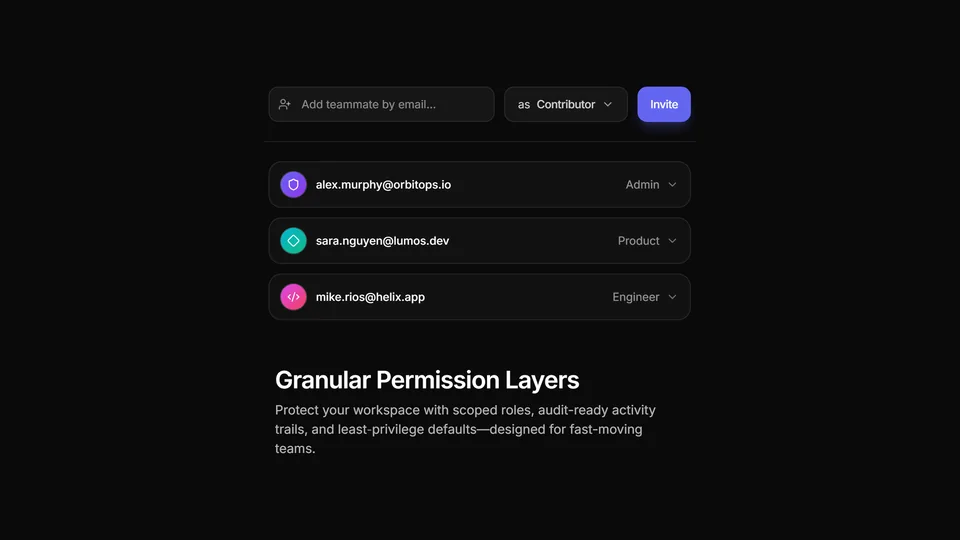 Add teammate by email...
as Contributor
Invite
alex.murphy@orbitops.io
Admin
sara.nguyen@lumos.dev
Product
mike.rios@helix.app
Engineer
Granular Permission Layers
Protect your workspace with scoped roles, audit-ready activity
trails, and least-privilege defaults—designed for fast-moving
teams.